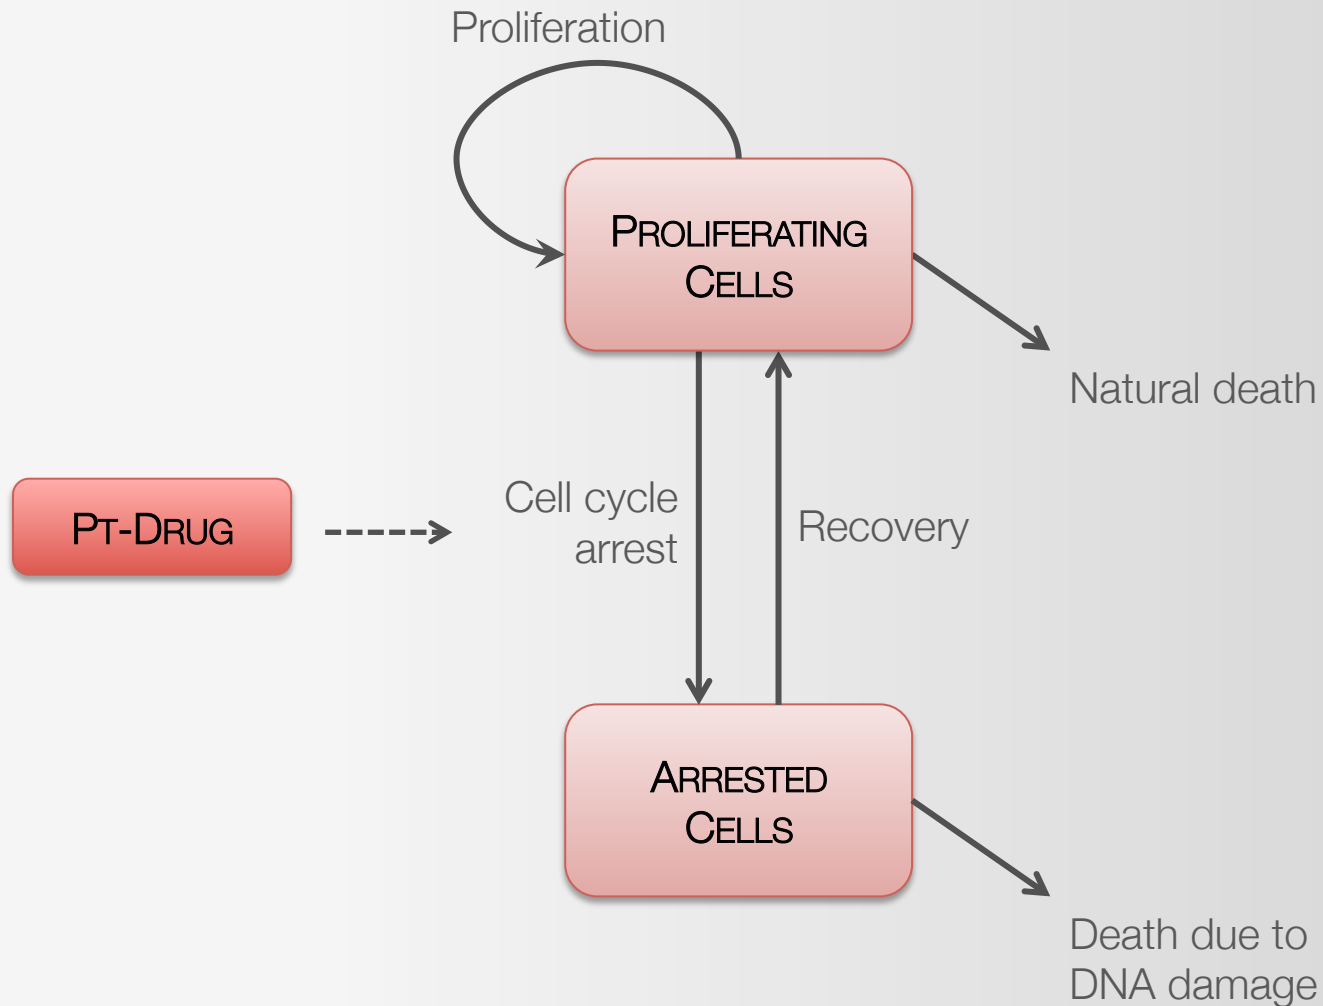 Proliferation
PROLIFERATING
CELLS
Natural death
Cell cycle
arrest
Recovery
PT-DRUG
ARRESTED
CELLS
Death due to
DNA damage